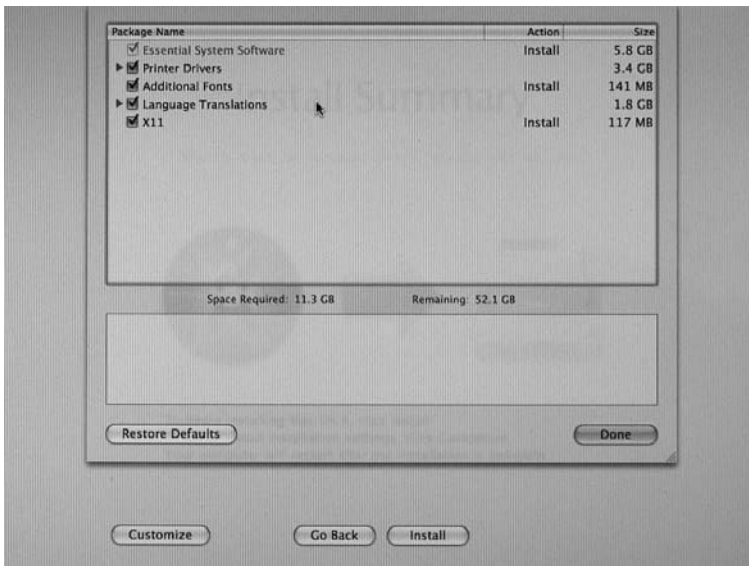 Package Name Action Size
Essential System Software Install 5.8 GB
Printer Drivers 3.4 GB
Additional Fonts Install 141 MB
Language Translations 1.8 GB
X11 Install 117 MB
Install Summary
Space Required: 11.3 GB Remaining: 52.1 GB
Restore Defaults Done
Customize Go Back Install